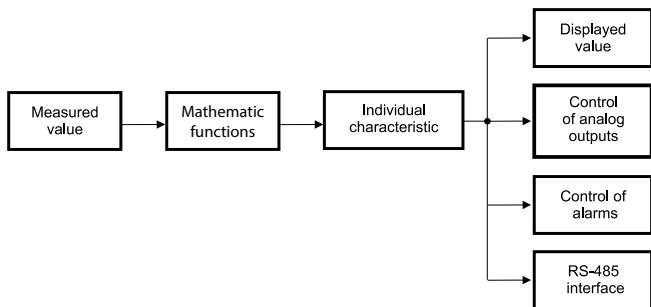 Measured
value
Mathematic
functions
Individual
characteristic
Displayed
value
Control
of analog
outputs
Control of
alarms
RS-485
interface